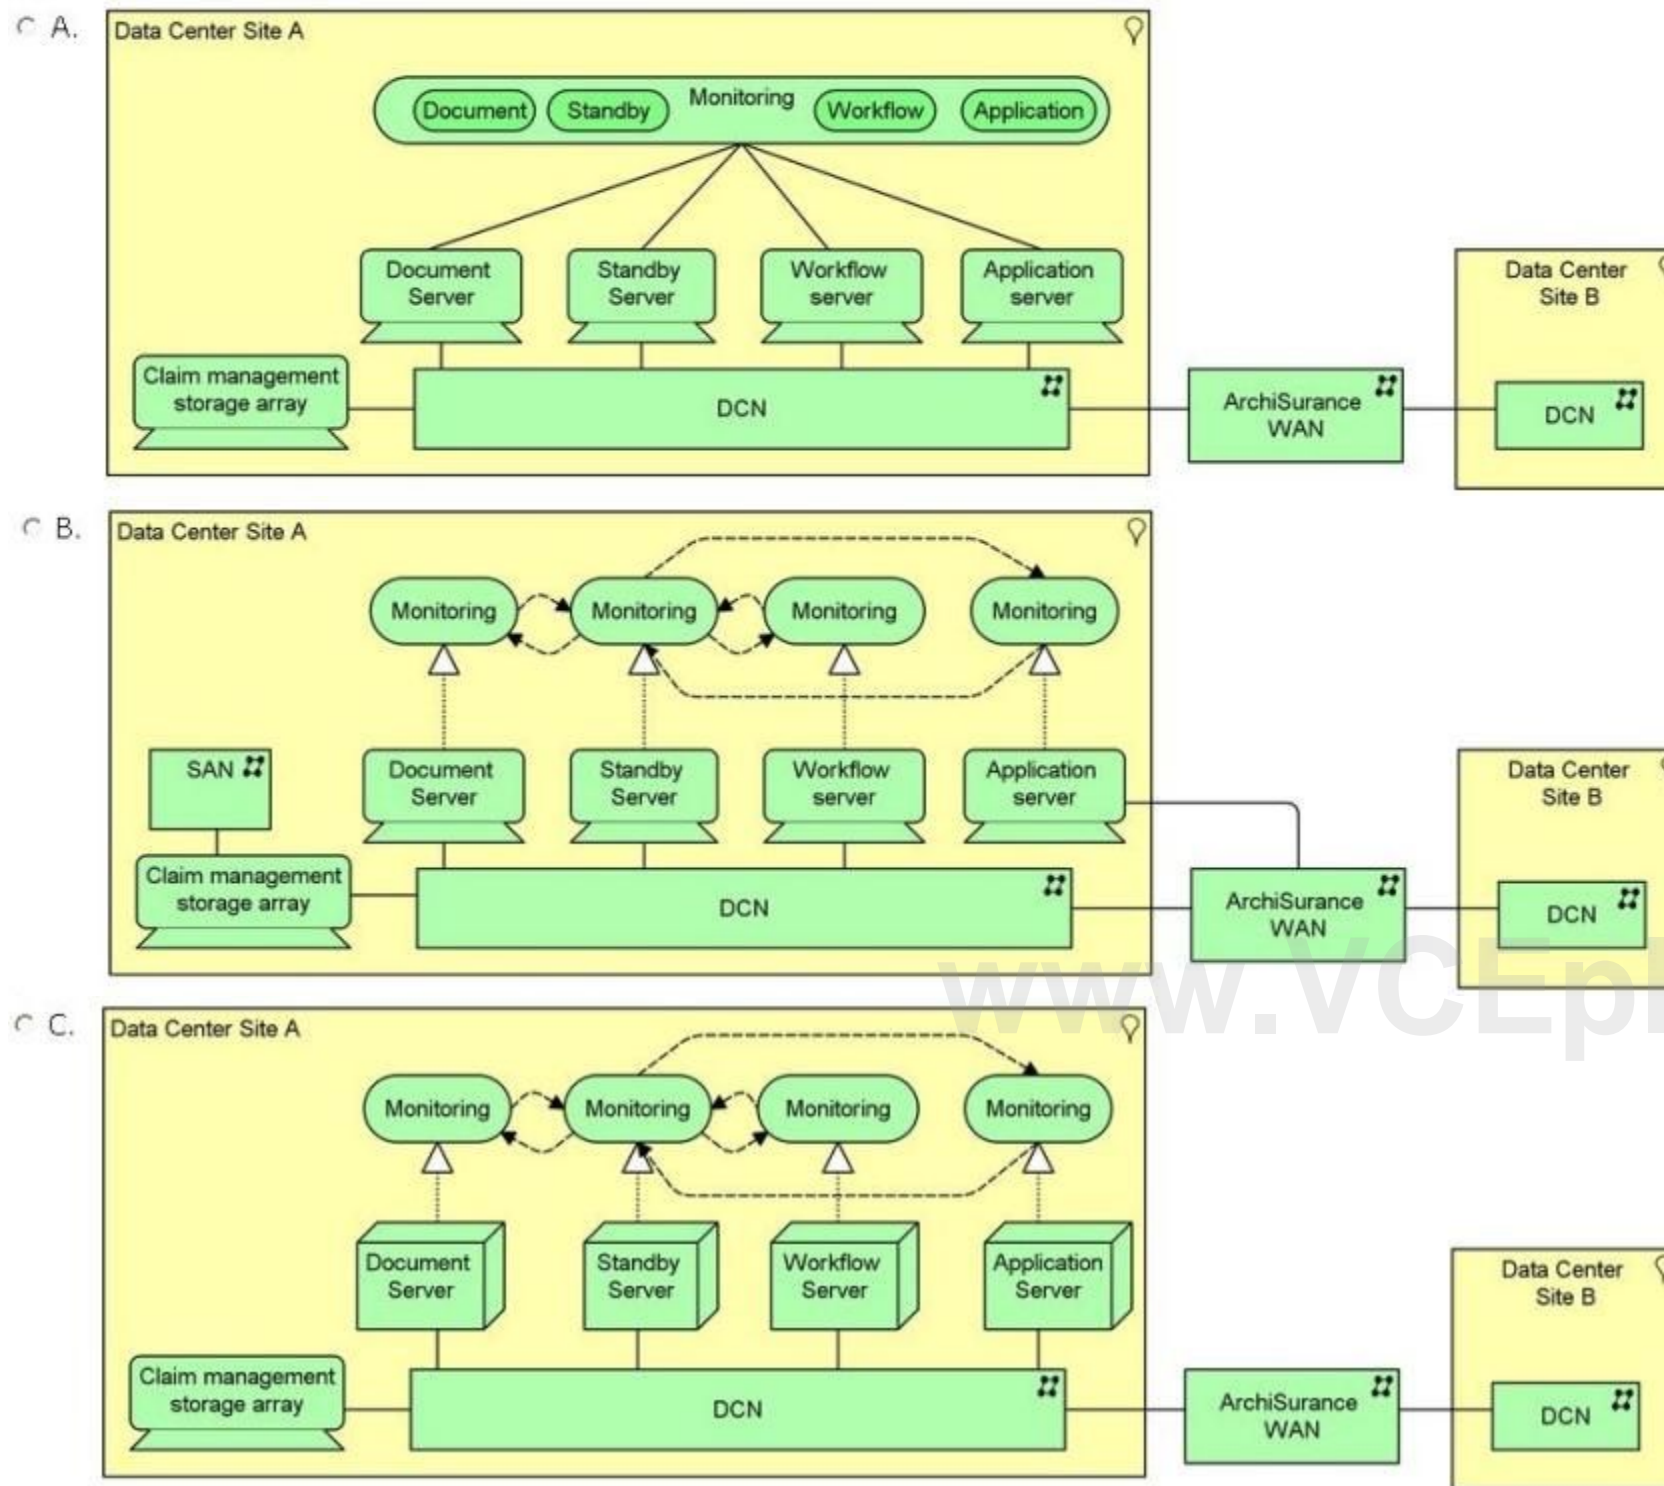 A.
Data Center Site A
Document
Standby
Monitoring
Workflow
Application
Document
Server
Standby
Server
Workflow
server
Application
server
Data Center
Site B
Claim management
storage array
DCN
ArchiSurance
WAN
DCN
B.
Data Center Site A
Monitoring
Monitoring
Monitoring
Monitoring
SAN
Document
Server
Standby
Server
Workflow
server
Application
server
Data Center
Site B
Claim management
storage array
DCN
ArchiSurance
WAN
DCN
www.VCEpl
C.
Data Center Site A
Monitoring
Monitoring
Monitoring
Monitoring
Document
Server
Standby
Server
Workflow
Server
Application
Server
Data Center
Site B
Claim management
storage array
DCN
ArchiSurance
WAN
DCN